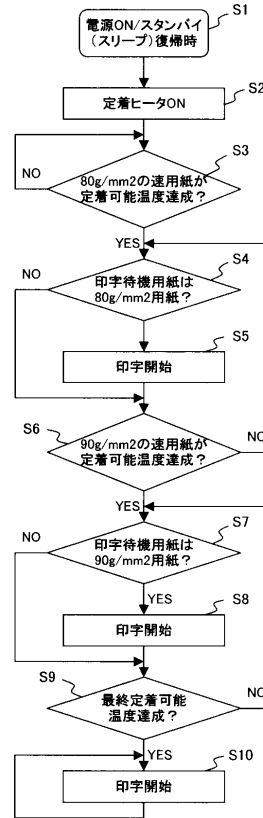 S1
電源ON/スタンバイ
(スリープ)復帰時
S2
定着ヒータON
S3
80g/mm2の速用紙が
定着可能温度達成？
NO
YES
S4
印字待機用紙は
80g/mm2用紙？
NO
S5
印字開始
S6
90g/mm2の速用紙が
定着可能温度達成？
NO
YES
S7
印字待機用紙は
90g/mm2用紙？
NO
YES
S8
印字開始
S9
最終定着可能
温度達成？
NO
YES
S10
印字開始